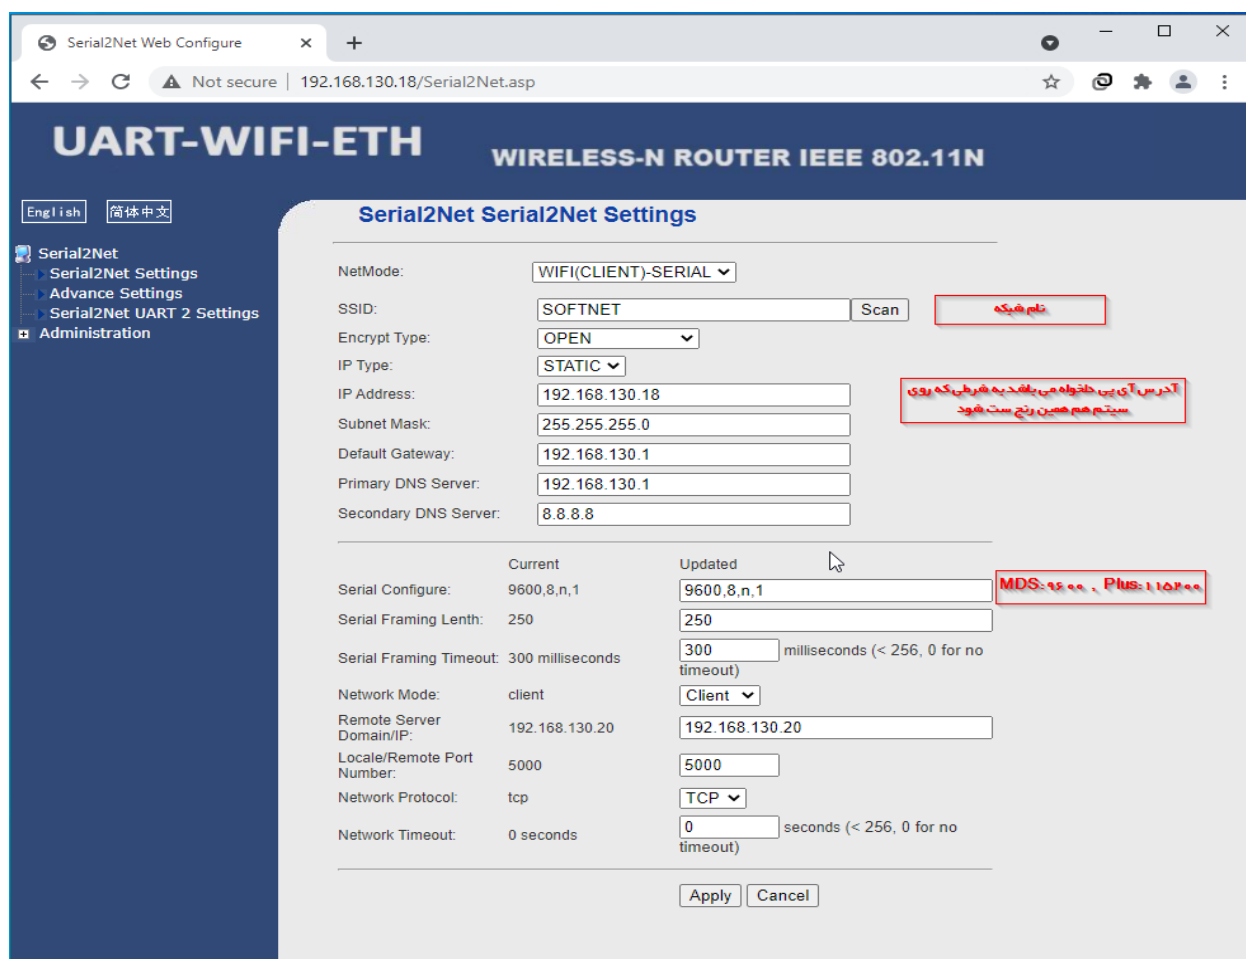 Serial2Net Web Configure
Not secure | 192.168.130.18/Serial2Net.asp
UART-WIFI-ETH
WIRELESS-N ROUTER IEEE 802.11N
English 简体中文
Serial2Net
Serial2Net Settings
Advance Settings
Serial2Net UART 2 Settings
Administration
Serial2Net Serial2Net Settings
NetMode: WIFI(CLIENT)-SERIAL
SSID: SOFTNET Scan نام شبکه
Encrypt Type: OPEN
IP Type: STATIC
IP Address: 192.168.130.18
آدرس آی پی دلخواه می باشد به شرطی که روی
سیتم هم همین رنج ست شود
Subnet Mask: 255.255.255.0
Default Gateway: 192.168.130.1
Primary DNS Server: 192.168.130.1
Secondary DNS Server: 8.8.8.8
Current Updated
Serial Configure: 9600,8,n,1 9600,8,n,1 MDS:۹۶۰۰ , Plus:۱۱۵۲۰۰
Serial Framing Lenth: 250 250
Serial Framing Timeout: 300 milliseconds 300 milliseconds (< 256, 0 for no
timeout)
Network Mode: client Client
Remote Server
Domain/IP: 192.168.130.20 192.168.130.20
Locale/Remote Port
Number: 5000 5000
Network Protocol: tcp TCP
Network Timeout: 0 seconds 0 seconds (< 256, 0 for no
timeout)
Apply Cancel